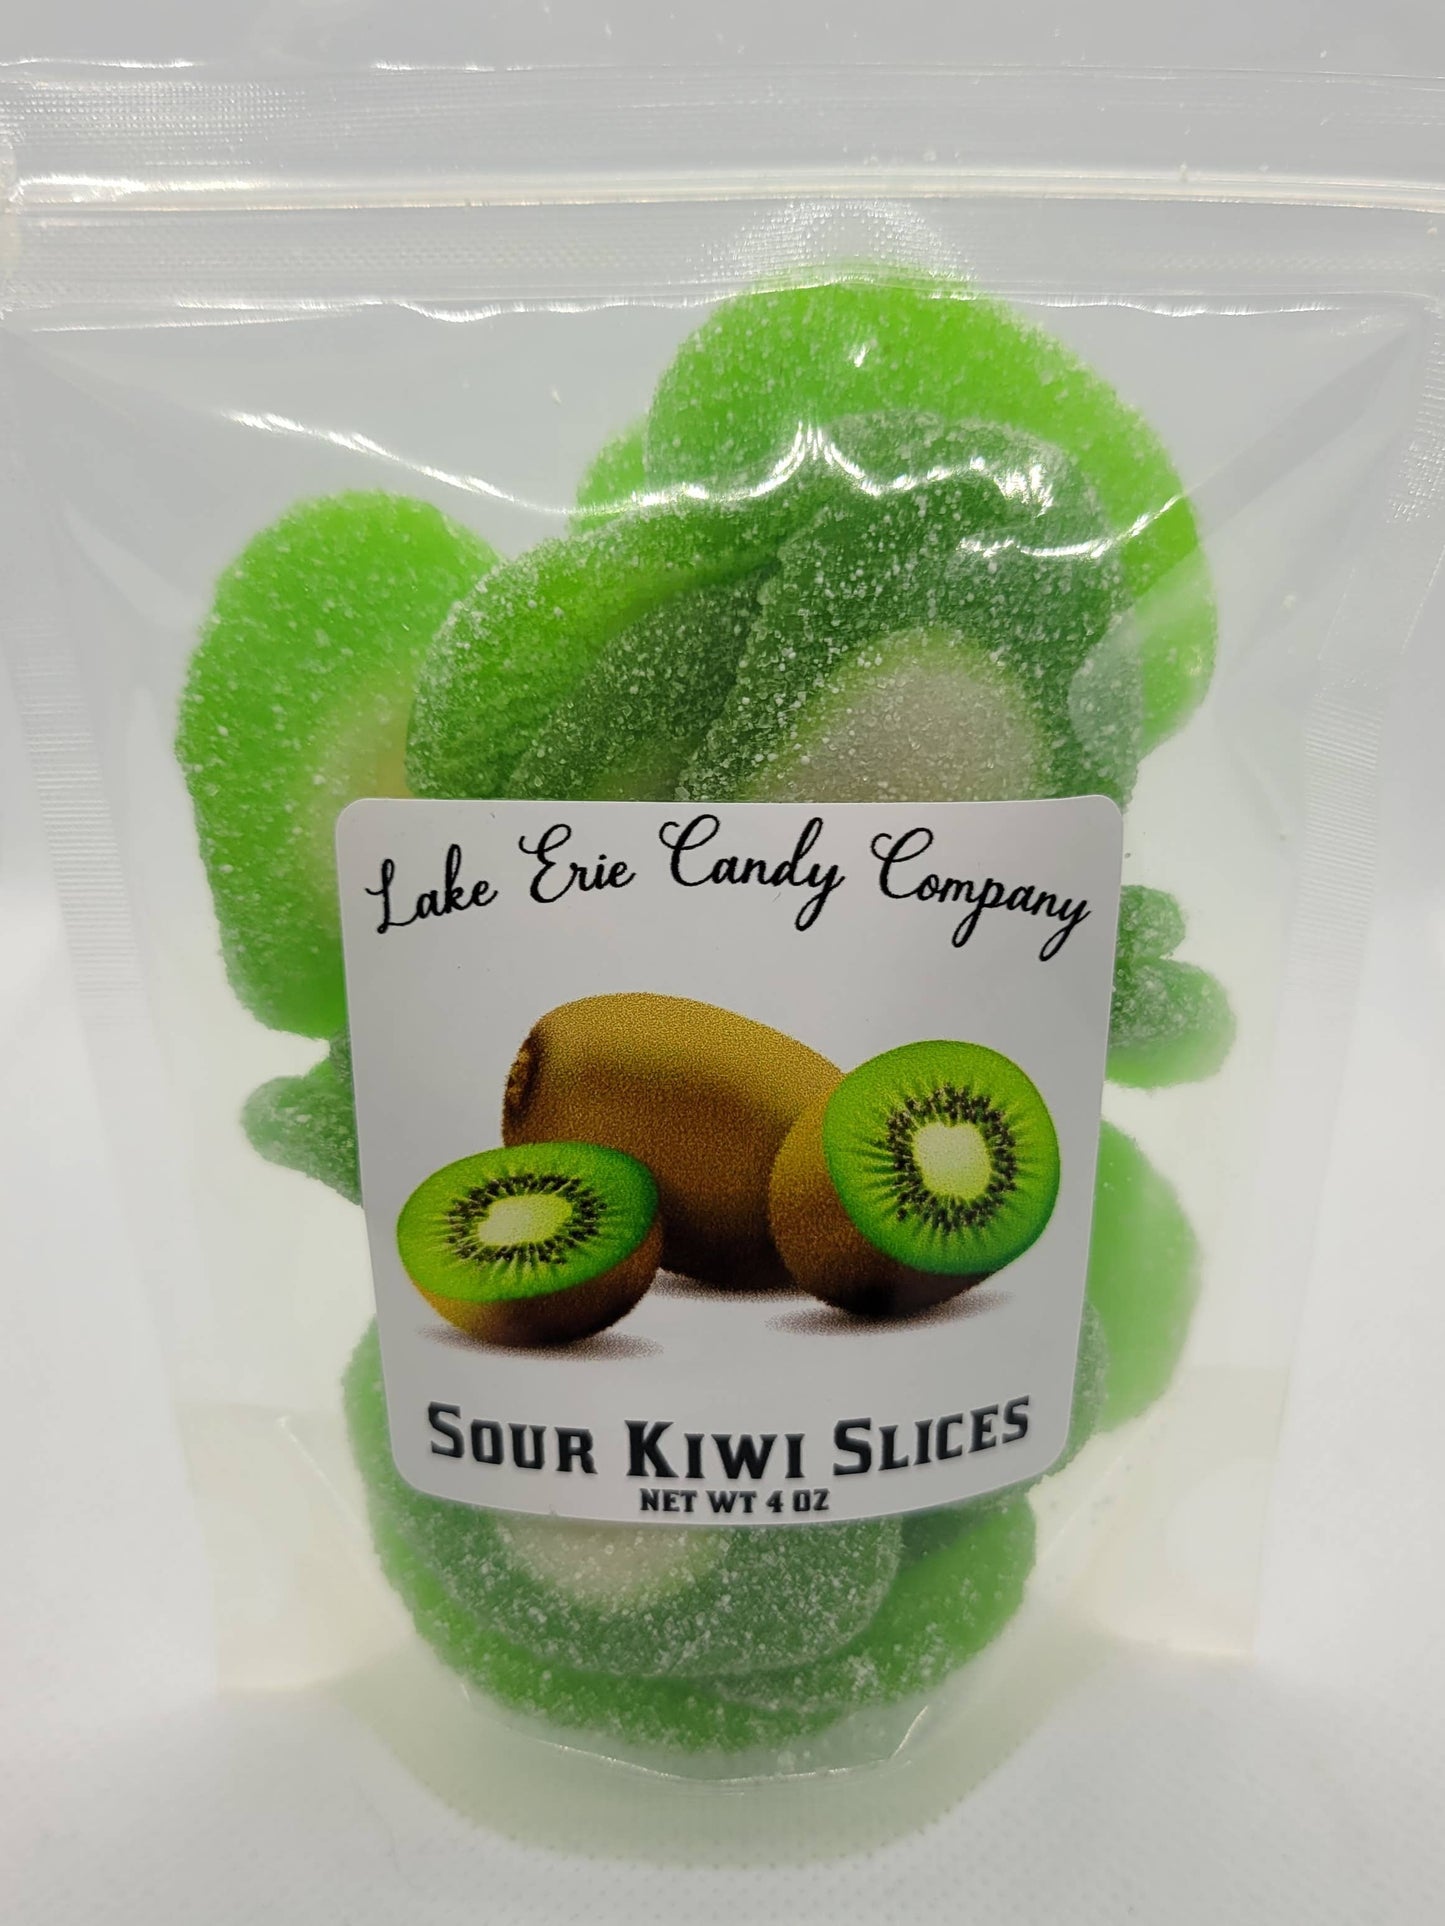 Lake Erie Candy Company
Sour Kiwi Slices
NET WT 4 OZ